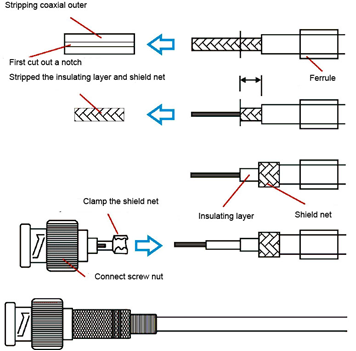 Stripping coaxial outer
First cut out a notch
Stripped the insulating layer and shield net
Ferrule
Clamp the shield net
Insulating layer
Shield net
Connect screw nut